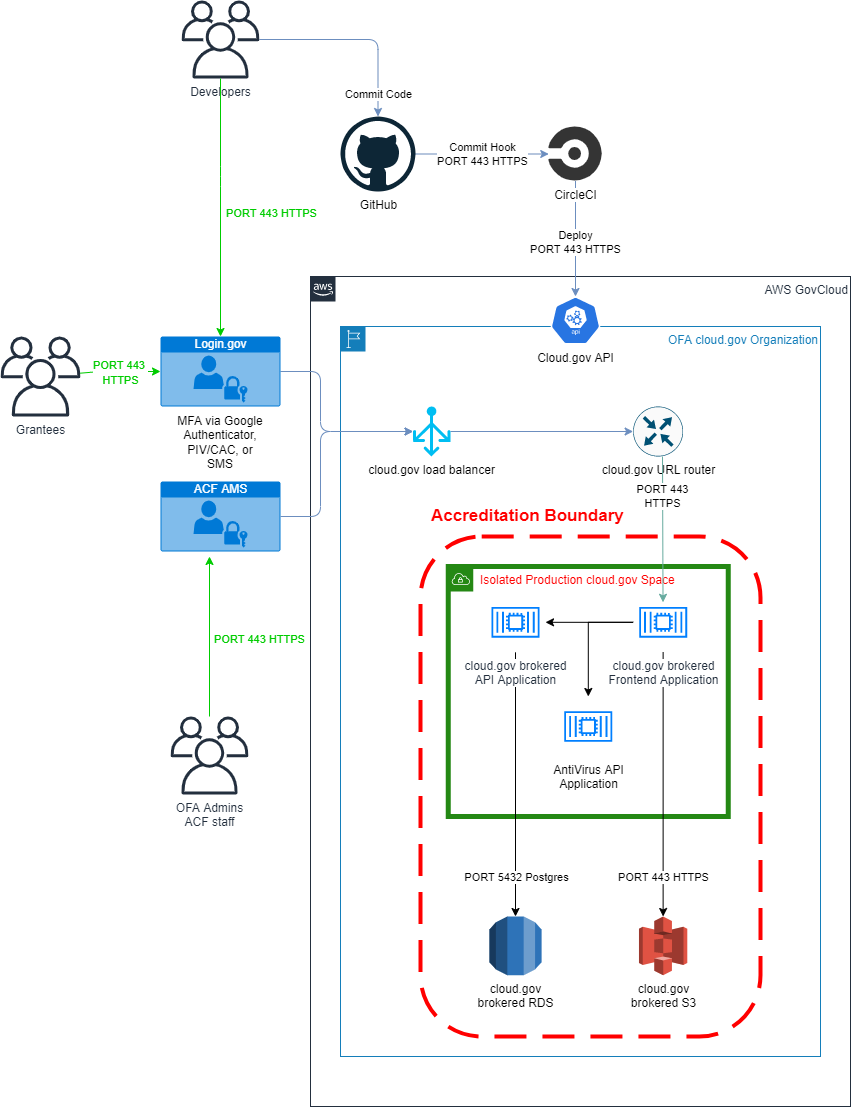 Developers
Commit Code
GitHub
Commit Hook
PORT 443 HTTPS
CircleCI
PORT 443 HTTPS
Deploy
PORT 443 HTTPS
aws
AWS GovCloud
api
Cloud.gov API
OFA cloud.gov Organization
Login.gov
PORT 443
HTTPS
Grantees
MFA via Google
Authenticator,
PIV/CAC, or
SMS
cloud.gov load balancer
cloud.gov URL router
PORT 443
HTTPS
ACF AMS
Accreditation Boundary
Isolated Production cloud.gov Space
PORT 443 HTTPS
cloud.gov brokered
API Application
cloud.gov brokered
Frontend Application
AntiVirus API
Application
OFA Admins
ACF staff
PORT 5432 Postgres
PORT 443 HTTPS
cloud.gov
brokered RDS
cloud.gov
brokered S3